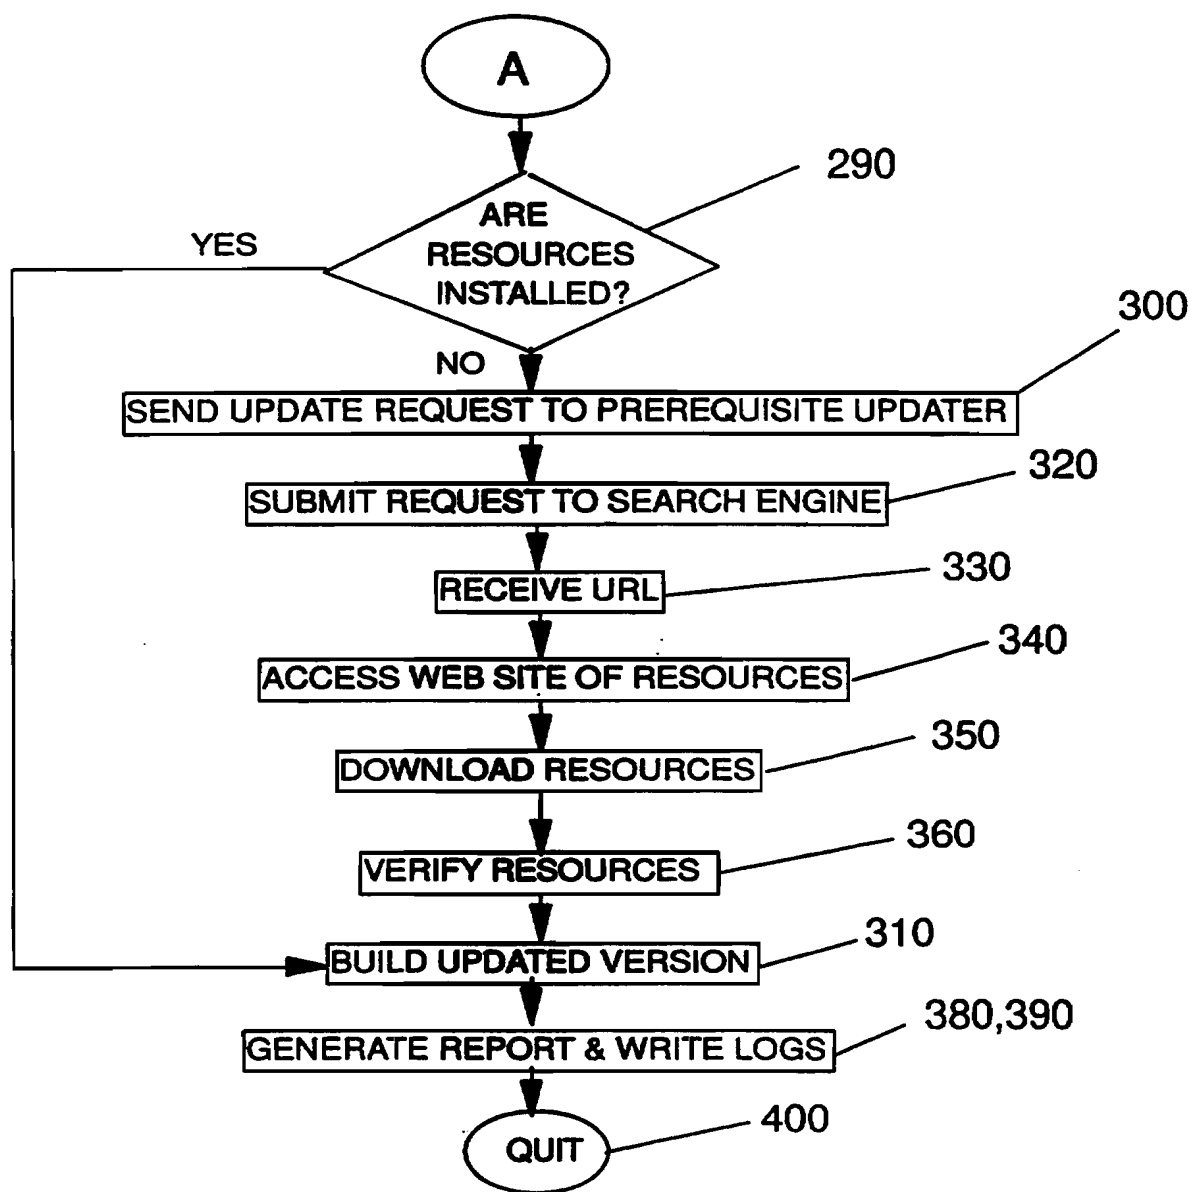 A
290
ARE
RESOURCES
INSTALLED?
YES
300
NO
SEND UPDATE REQUEST TO PREREQUISITE UPDATER
320
SUBMIT REQUEST TO SEARCH ENGINE
330
RECEIVE URL
340
ACCESS WEB SITE OF RESOURCES
350
DOWNLOAD RESOURCES
360
VERIFY RESOURCES
310
BUILD UPDATED VERSION
380,390
GENERATE REPORT & WRITE LOGS
400
QUIT